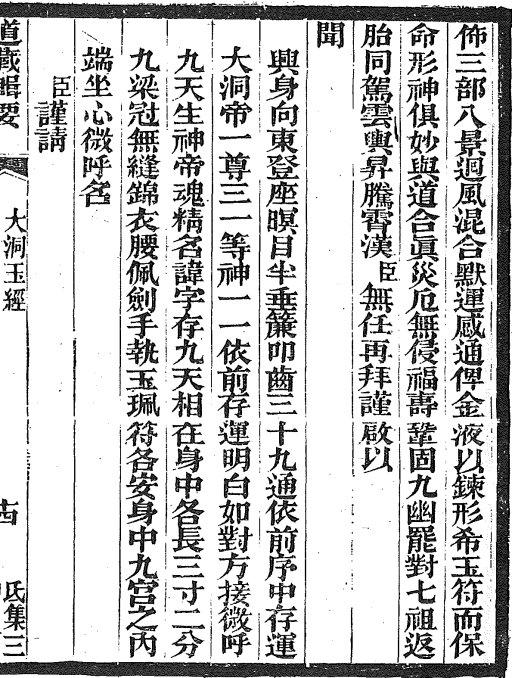 佈三部八景迴風混合默運感通俾金液以鍊形希玉符而保
命形神俱妙與道合眞災厄無侵福壽鞏固九幽罷對七祖返
胎同駕雲輿昇騰霄漢臣無任再拜謹啟以
聞
興身向東登座瞑目半垂簾叩齒三十九通依前序中存運
大洞帝一尊三一等神一一依前存運明白如對方接微呼
九天生神帝魂精名諱字存九天相在身中各長三寸二分
九梁冠無縫錦衣腰佩劍手執玉珮符各安身中九宮之內
端坐心微呼名
臣謹請
道藏輯要
大洞玉經
氐集三